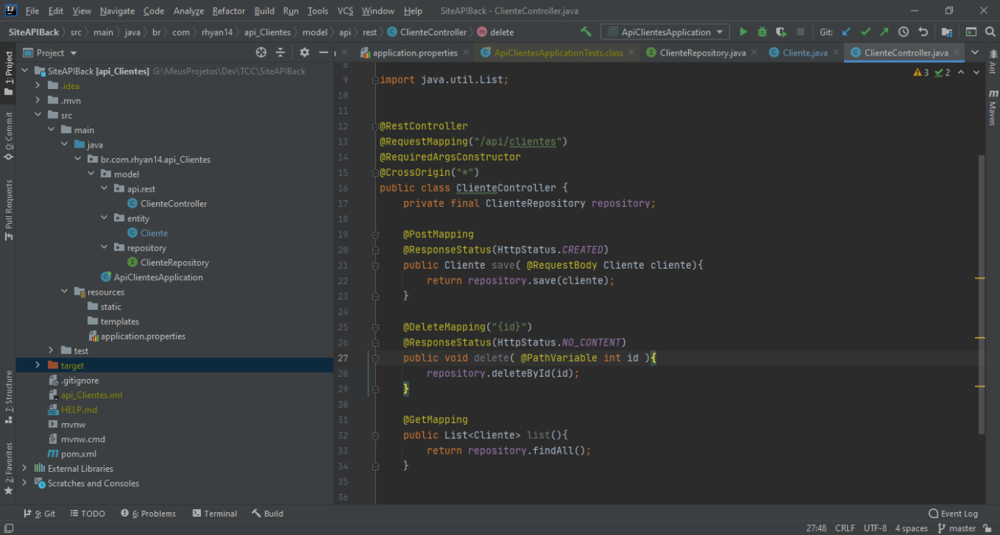 File Edit View Navigate Code Analyze Refactor Build Run Tools VCS Window Help SiteAPIBack - ClienteController.java
SiteAPIBack src main java br com rhyan14 api_Clientes model api rest ClienteController delete ApiClientesApplication Git:
1: Project
0: Commit
Pull Requests
Z: Structure
2: Favorites
Project
SiteAPIBack [api_Clientes] G:\MeusProjetos\Dev\TCC\SiteAPIBack
.idea
.mvn
src
main
java
br.com.rhyan14.api_Clientes
model
api.rest
ClienteController
entity
Cliente
repository
ClienteRepository
ApiClientesApplication
resources
static
templates
application.properties
test
target
.gitignore
api_Clientes.iml
HELP.md
mvnw
mvnw.cmd
pom.xml
External Libraries
Scratches and Consoles
application.properties ApiClientesApplicationTests.class ClienteRepository.java Cliente.java ClienteController.java
3 2
8
9 import java.util.List;
10
11
12 @RestController
13 @RequestMapping("/api/clientes")
14 @RequiredArgsConstructor
15 @CrossOrigin("*")
16 public class ClienteController {
17 private final ClienteRepository repository;
18
19 @PostMapping
20 @ResponseStatus(HttpStatus.CREATED)
21 public Cliente save( @RequestBody Cliente cliente){
22 return repository.save(cliente);
23 }
24
25 @DeleteMapping("{id}")
26 @ResponseStatus(HttpStatus.NO_CONTENT)
27 public void delete( @PathVariable int id ){
28 repository.deleteById(id);
29 }
30
31 @GetMapping
32 public List<Cliente> list(){
33 return repository.findAll();
34 }
35
36
Ant
m Maven
9: Git TODO 6: Problems Terminal Build Event Log
27:48 CRLF UTF-8 4 spaces master